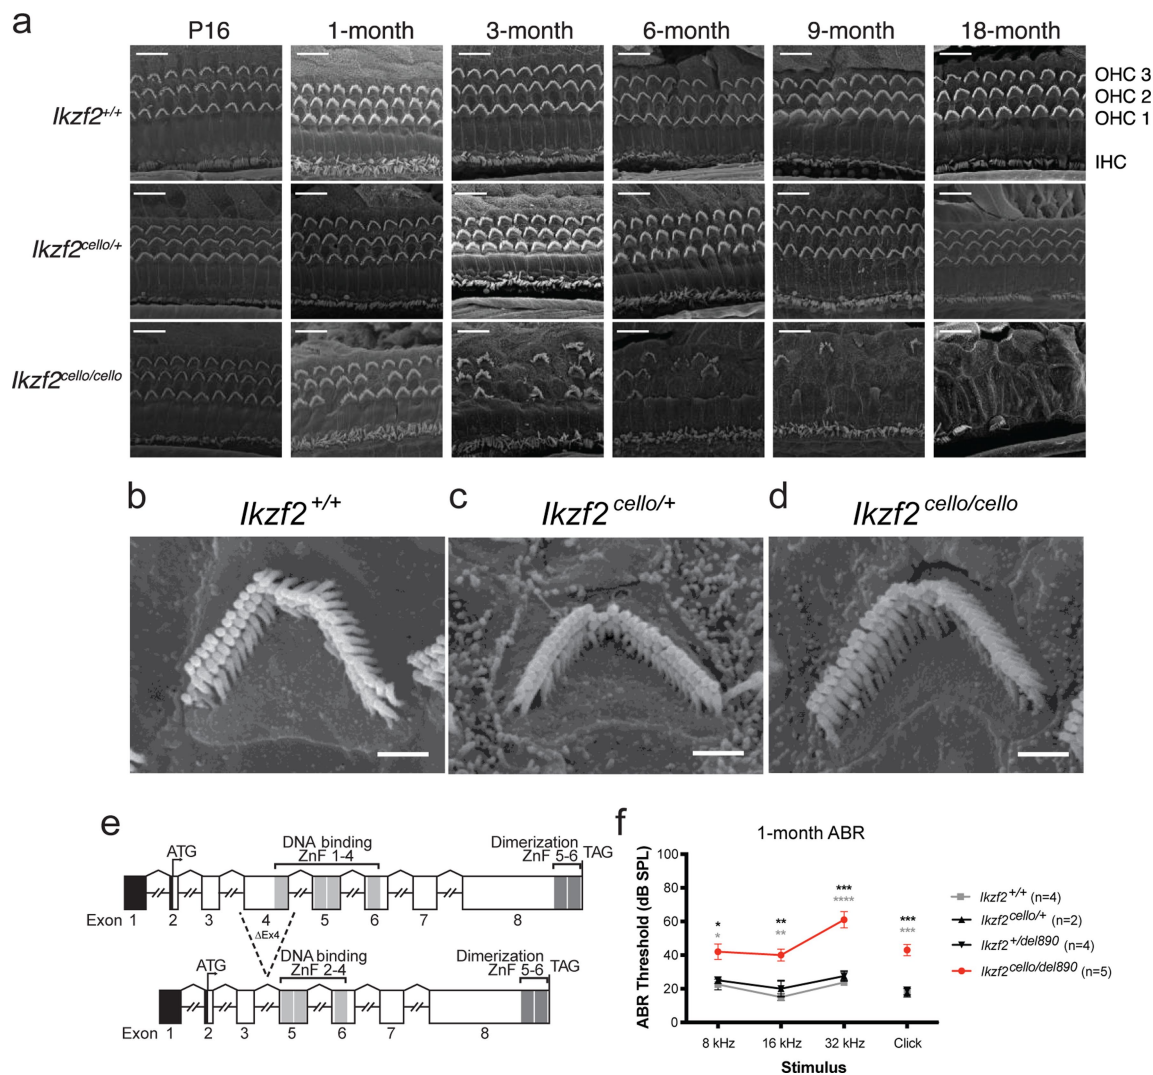 a
P16 1-month 3-month 6-month 9-month 18-month
Ikzf2+/+
OHC 3
OHC 2
OHC 1
IHC
Ikzf2cello/+
Ikzf2cello/cello
b Ikzf2 +/+
c Ikzf2 cello/+
d Ikzf2 cello/cello
e
DNA binding
ZnF 1-4
Dimerization
ZnF 5-6
ATG
TAG
Exon 1 2 3 4 5 6 7 8
ΔEx4
DNA binding
ZnF 2-4
Dimerization
ZnF 5-6
ATG
TAG
Exon 1 2 3 5 6 7 8
f
1-month ABR
ABR Threshold (dB SPL)
100
80
60
40
20
0
* ** *** ***
* ** **** ***
8 kHz 16 kHz 32 kHz Click
Stimulus
Ikzf2+/+ (n=4)
Ikzf2cello/+ (n=2)
Ikzf2+/del890 (n=4)
Ikzf2cello/del890 (n=5)